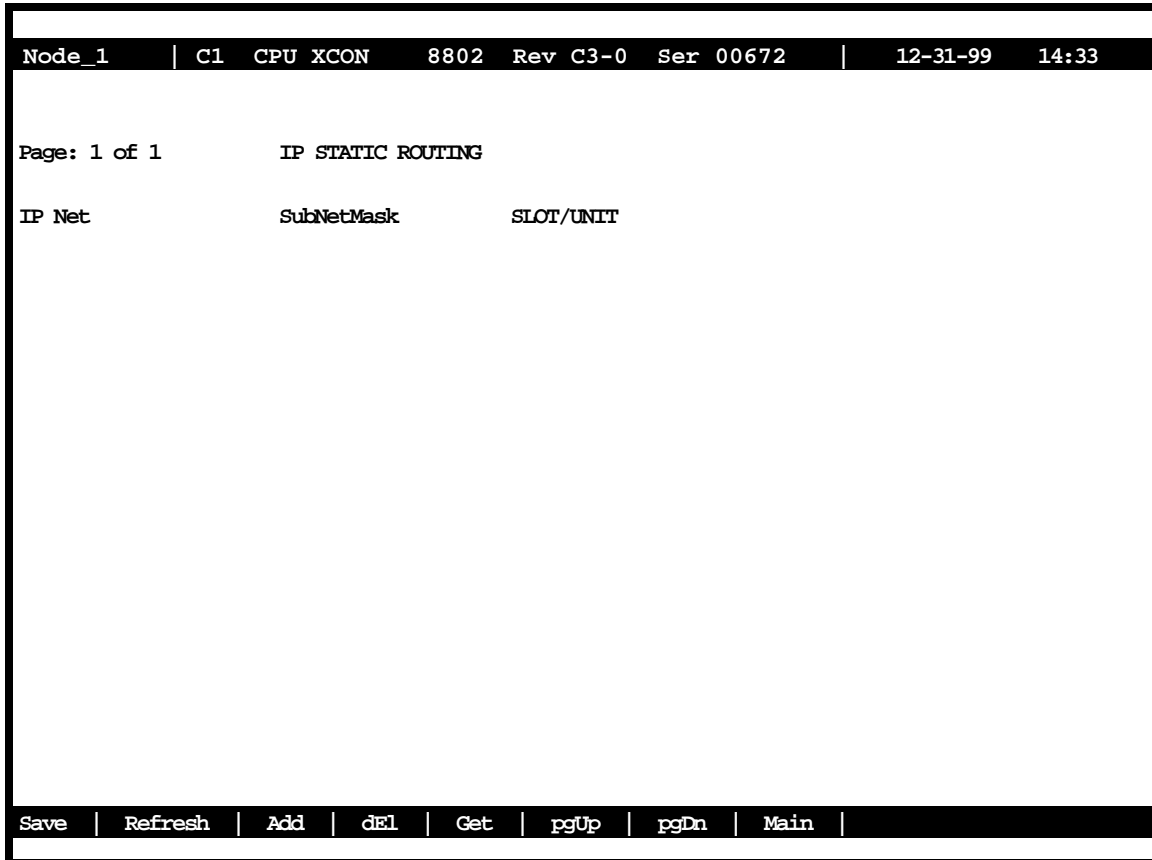 Node_1 | C1 CPU XCON 8802 Rev C3-0 Ser 00672 | 12-31-99 14:33
Page: 1 of 1 IP STATIC ROUTING
IP Net SubNetMask SLOT/UNIT
Save | Refresh | Add | dEl | Get | pgUp | pgDn | Main |